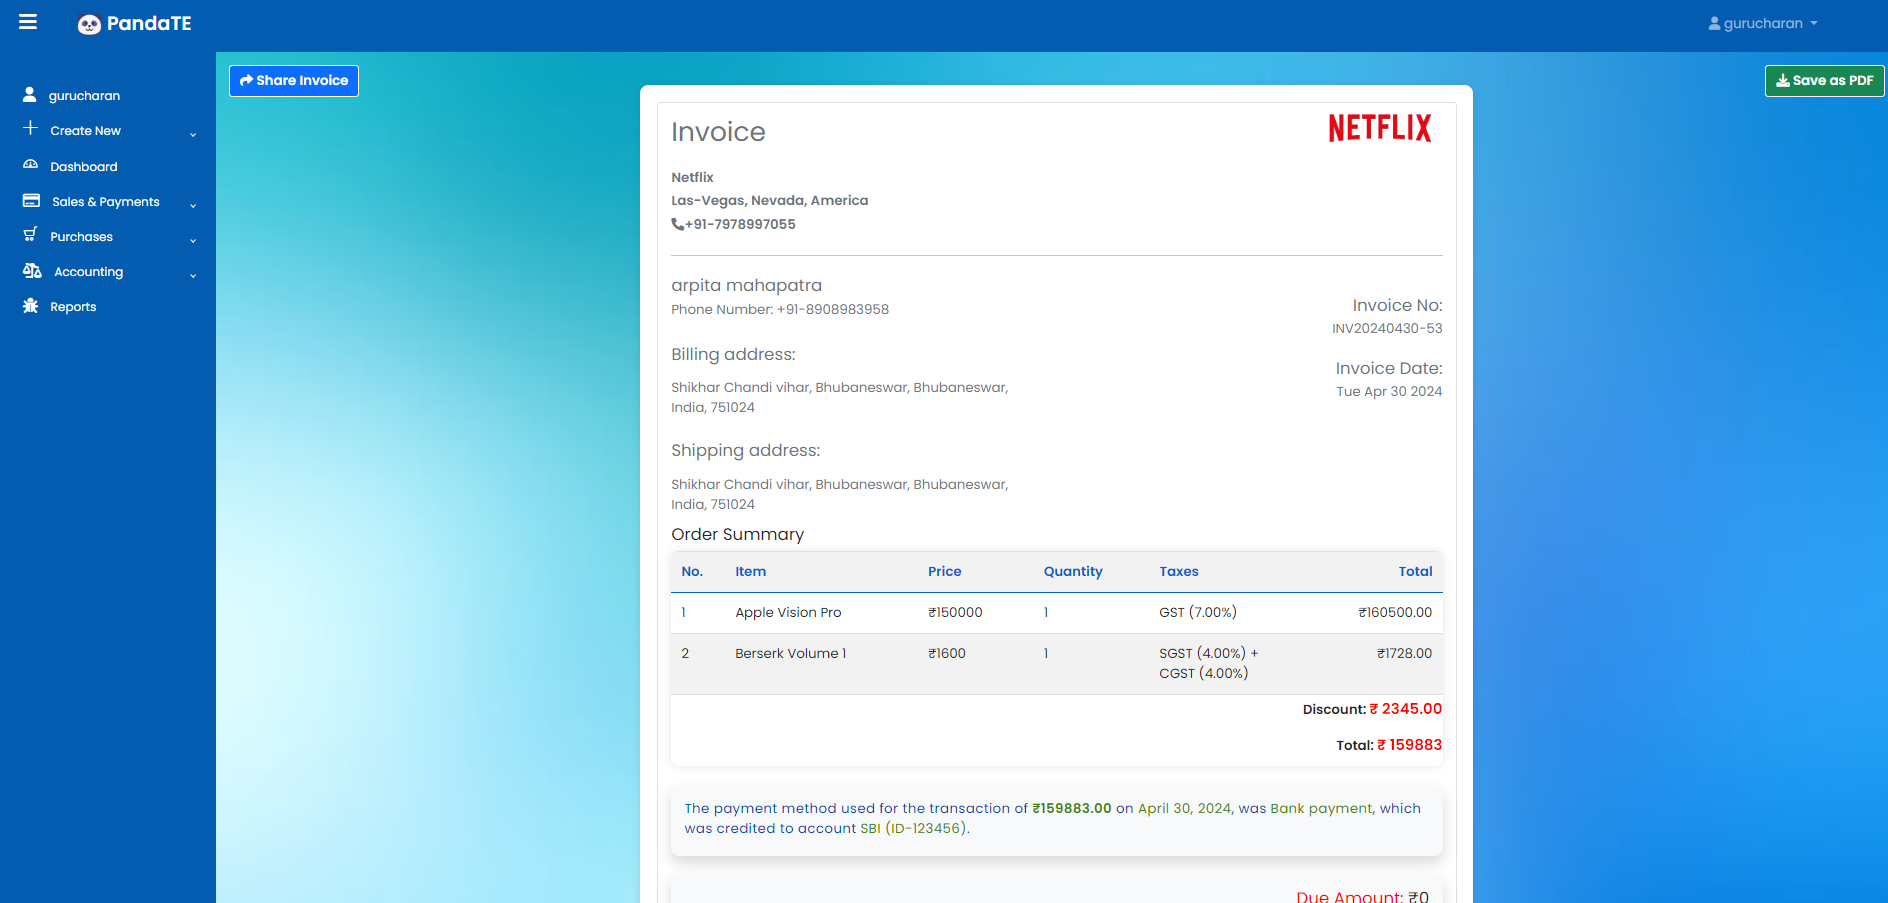 PandaTE
gurucharan
gurucharan
Create New
Dashboard
Sales & Payments
Purchases
Accounting
Reports
Share Invoice
Save as PDF
Invoice
NETFLIX
Netflix
Las-Vegas, Nevada, America
+91-7978997055
arpita mahapatra
Phone Number: +91-8908983958
Invoice No:
INV20240430-53
Billing address:
Invoice Date:
Shikhar Chandi vihar, Bhubaneswar, Bhubaneswar,
Tue Apr 30 2024
India, 751024
Shipping address:
Shikhar Chandi vihar, Bhubaneswar, Bhubaneswar,
India, 751024
Order Summary
No. Item Price Quantity Taxes Total
1 Apple Vision Pro ₹150000 1 GST (7.00%) ₹160500.00
2 Berserk Volume 1 ₹1600 1 SGST (4.00%) + ₹1728.00
CGST (4.00%)
Discount: ₹ 2345.00
Total: ₹ 159883
The payment method used for the transaction of ₹159883.00 on April 30, 2024, was Bank payment, which
was credited to account SBI (ID-123456).
Due Amount: ₹0